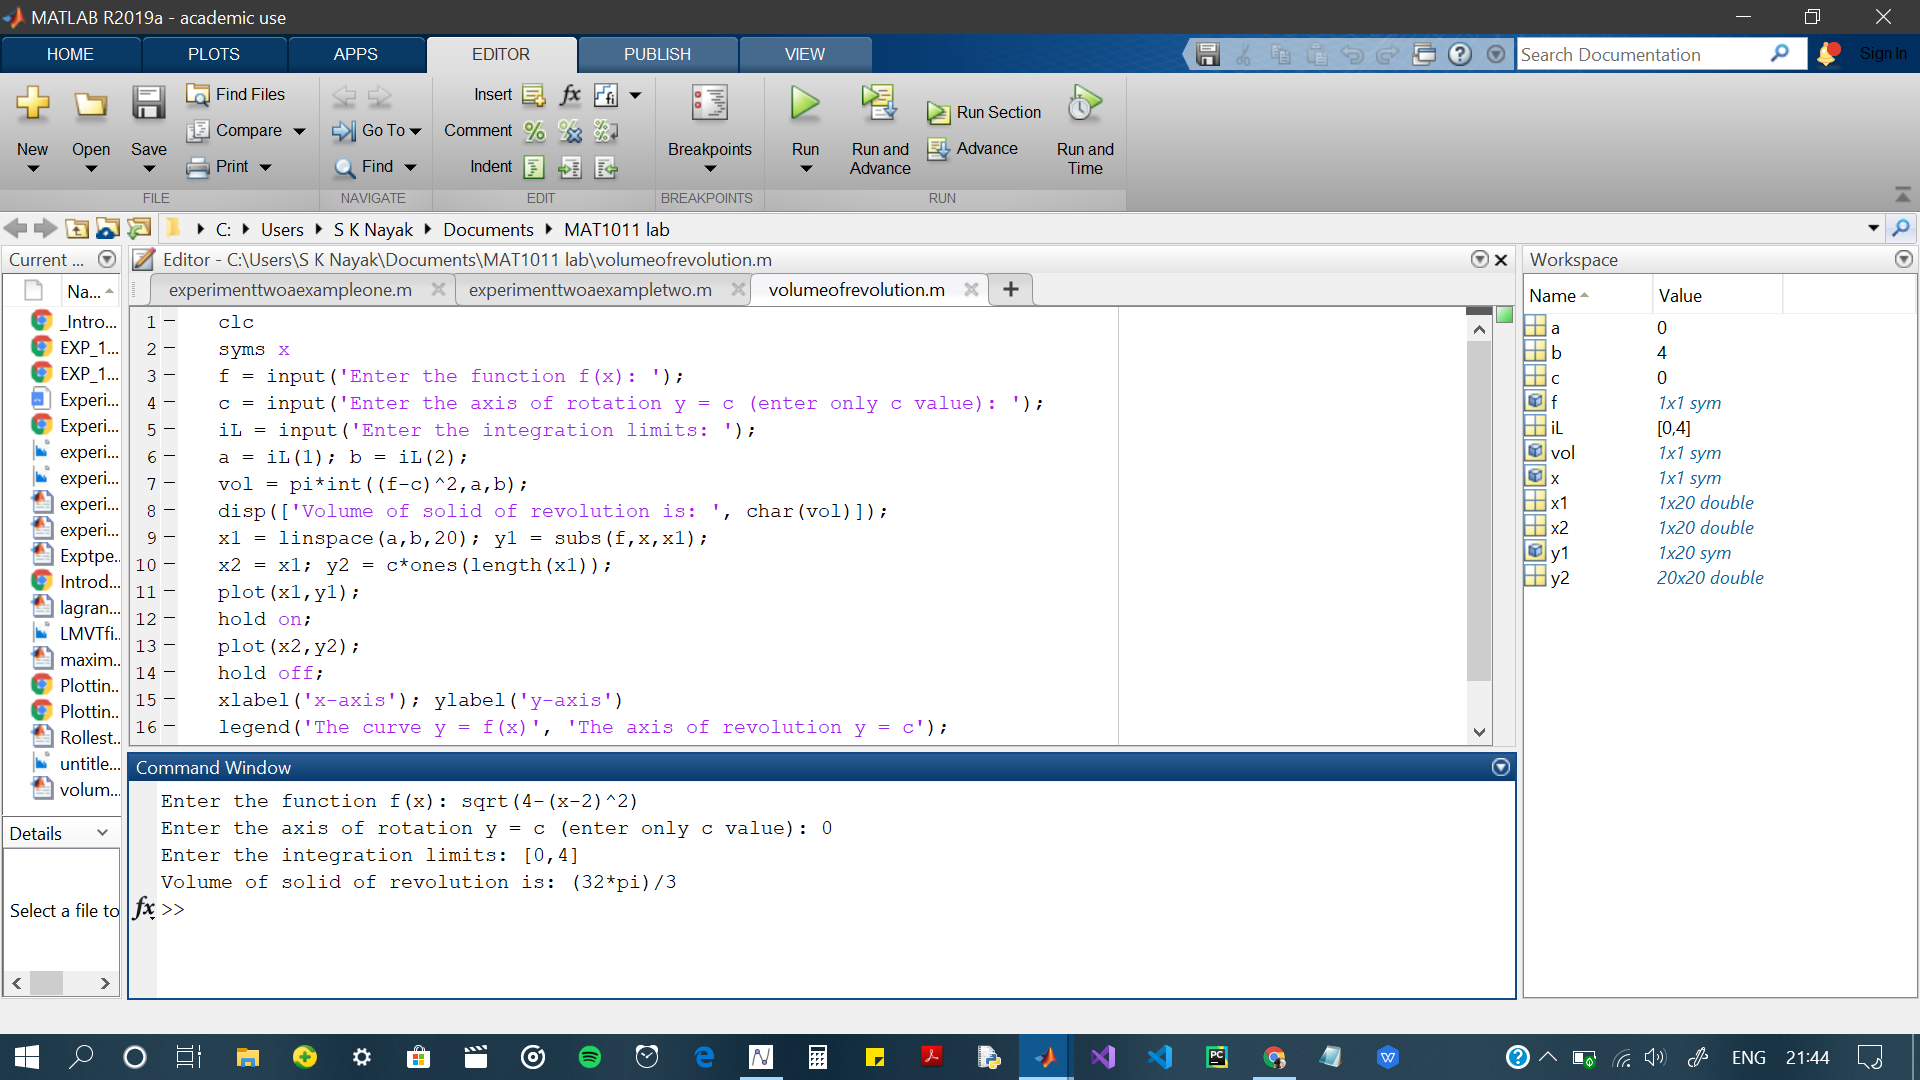 MATLAB R2019a - academic use
HOME PLOTS APPS EDITOR PUBLISH VIEW
Search Documentation
Sign In
New
Open
Save
Find Files
Compare
Print
FILE
Go To
Find
NAVIGATE
Insert
Comment
Indent
EDIT
Breakpoints
BREAKPOINTS
Run
Run and Advance
Run Section
Advance
Run and Time
RUN
C: Users S K Nayak Documents MAT1011 lab
Current ...
Na...
_Intro...
EXP_1...
EXP_1...
Experi...
Experi...
experi...
experi...
experi...
experi...
Exptpe...
Introd...
lagran...
LMVTfi...
maxim...
Plottin...
Plottin...
Rollest...
untitle...
volum...
Details
Select a file to
Editor - C:\Users\S K Nayak\Documents\MAT1011 lab\volumeofrevolution.m
experimenttwoaexampleone.m experimenttwoaexampletwo.m volumeofrevolution.m
1 clc
2 syms x
3 f = input('Enter the function f(x): ');
4 c = input('Enter the axis of rotation y = c (enter only c value): ');
5 iL = input('Enter the integration limits: ');
6 a = iL(1); b = iL(2);
7 vol = pi*int((f-c)^2,a,b);
8 disp(['Volume of solid of revolution is: ', char(vol)]);
9 x1 = linspace(a,b,20); y1 = subs(f,x,x1);
10 x2 = x1; y2 = c*ones(length(x1));
11 plot(x1,y1);
12 hold on;
13 plot(x2,y2);
14 hold off;
15 xlabel('x-axis'); ylabel('y-axis')
16 legend('The curve y = f(x)', 'The axis of revolution y = c');
Command Window
Enter the function f(x): sqrt(4-(x-2)^2)
Enter the axis of rotation y = c (enter only c value): 0
Enter the integration limits: [0,4]
Volume of solid of revolution is: (32*pi)/3
fx >>
Workspace
Name Value
a 0
b 4
c 0
f 1x1 sym
iL [0,4]
vol 1x1 sym
x 1x1 sym
x1 1x20 double
x2 1x20 double
y1 1x20 sym
y2 20x20 double
ENG 21:44